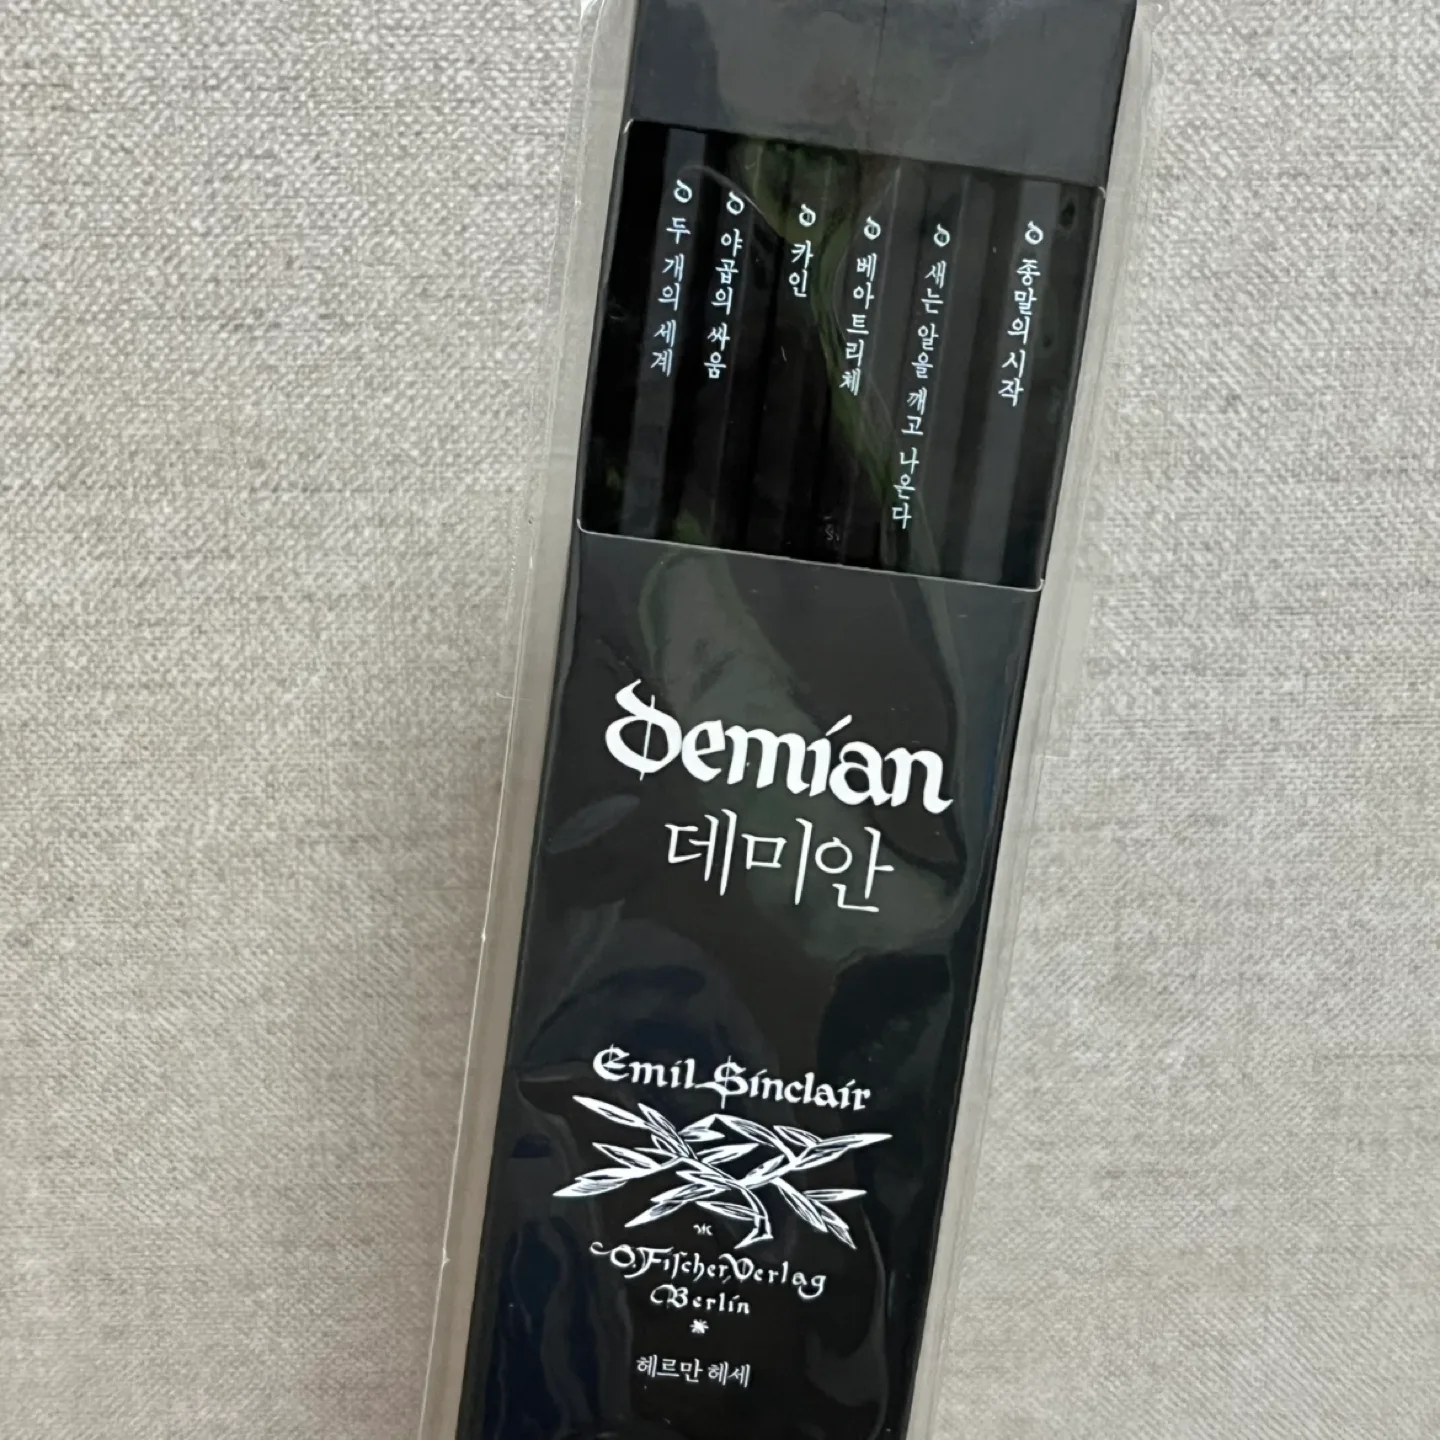 두 개의 세계
야곱의 싸움
카인
베아트리체
새는 알을 깨고 나온다
종말의 시작
Demian
데미안
Emil Sinclair
Fiſcher, Verlag
Berlin
헤르만 헤세